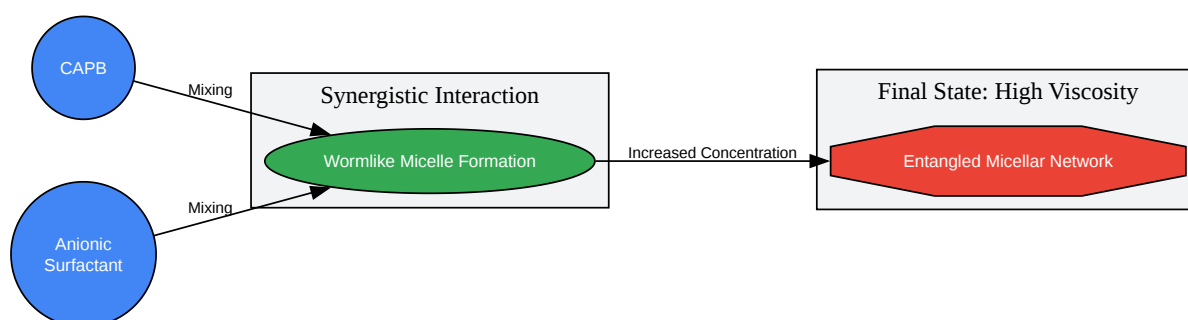 CAPB
Mixing
Synergistic Interaction
Wormlike Micelle Formation
Increased Concentration
Final State: High Viscosity
Entangled Micellar Network
Mixing
Anionic
Surfactant